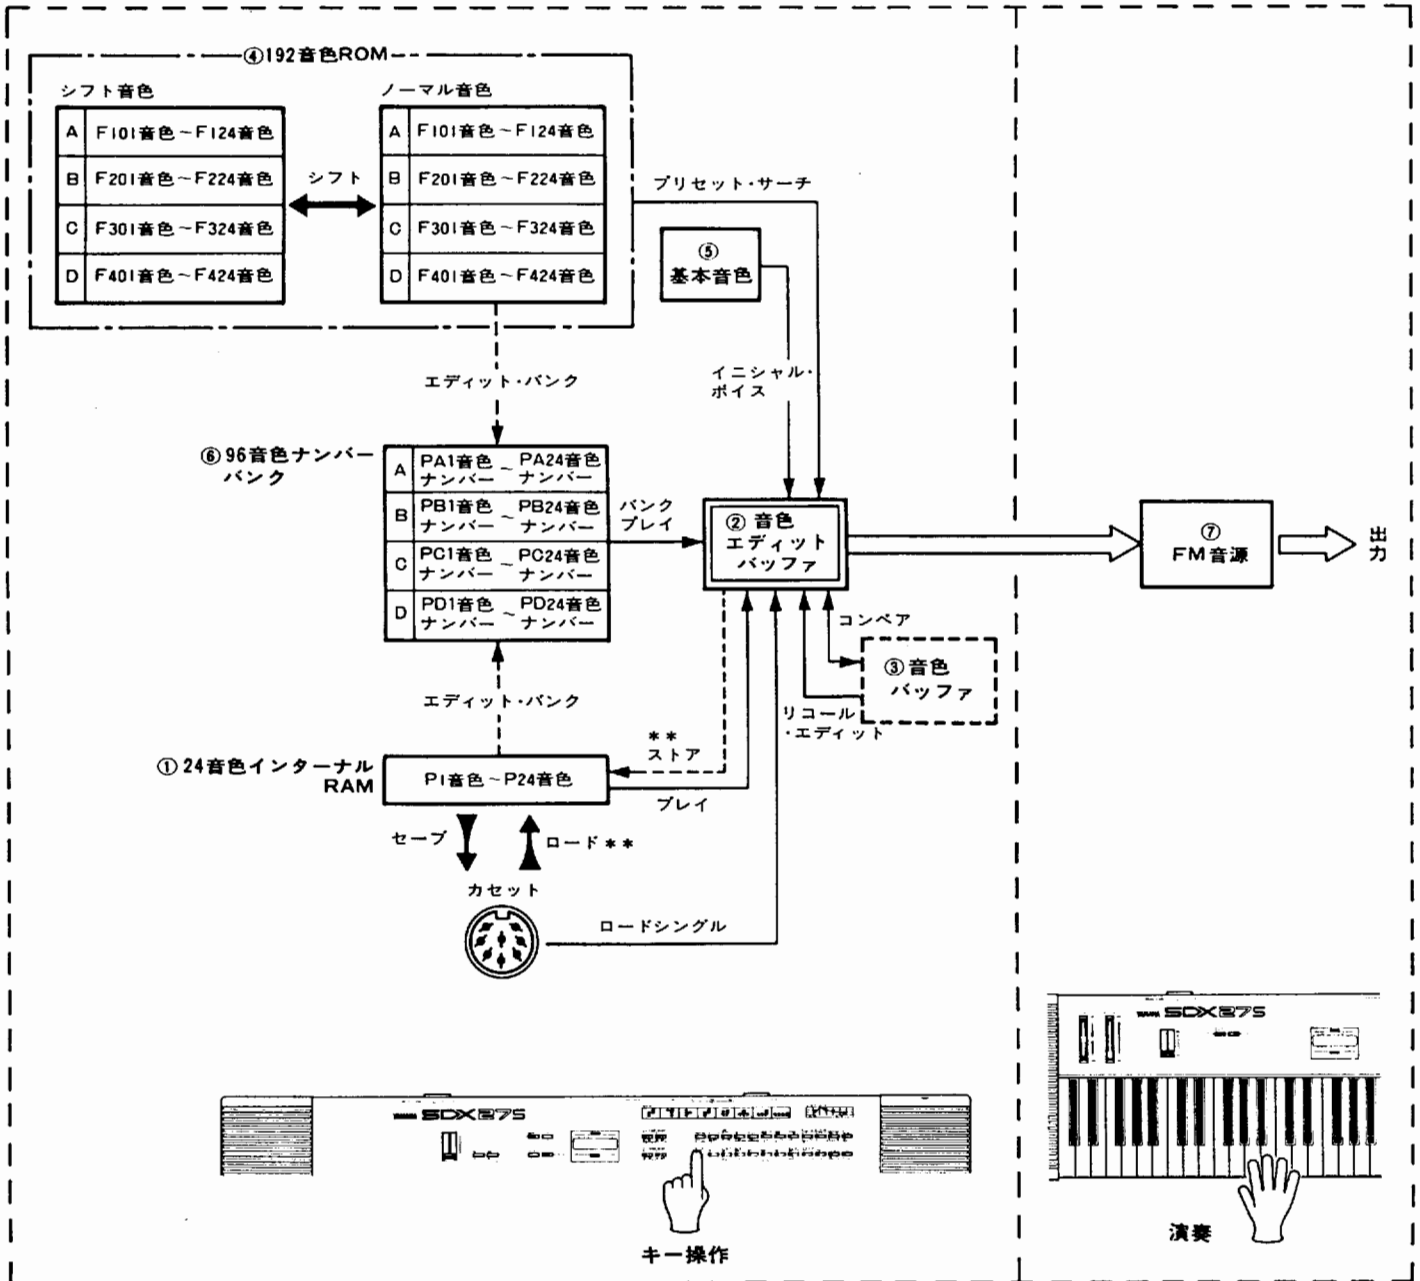 ④192音色ROM
シフト音色
A F101音色~F124音色
B F201音色~F224音色
C F301音色~F324音色
D F401音色~F424音色
シフト
ノーマル音色
A F101音色~F124音色
B F201音色~F224音色
C F301音色~F324音色
D F401音色~F424音色
プリセット・サーチ
⑤
基本音色
イニシャル・
ボイス
エディット・バンク
⑥96音色ナンバー
バンク
A PA1音色ナンバー ~ PA24音色ナンバー
B PB1音色ナンバー ~ PB24音色ナンバー
C PC1音色ナンバー ~ PC24音色ナンバー
D PD1音色ナンバー ~ PD24音色ナンバー
バンク
プレイ
②音色
エディット
バッファ
⑦
FM音源
出力
コンペア
③音色
バッファ
リコール
・エディット
エディット・バンク
**
ストア
①24音色インターナル
RAM
P1音色~P24音色
プレイ
セーブ
ロード**
カセット
ロードシングル
YAMAHA SDX27S
キー操作
YAMAHA SDX27S
演奏